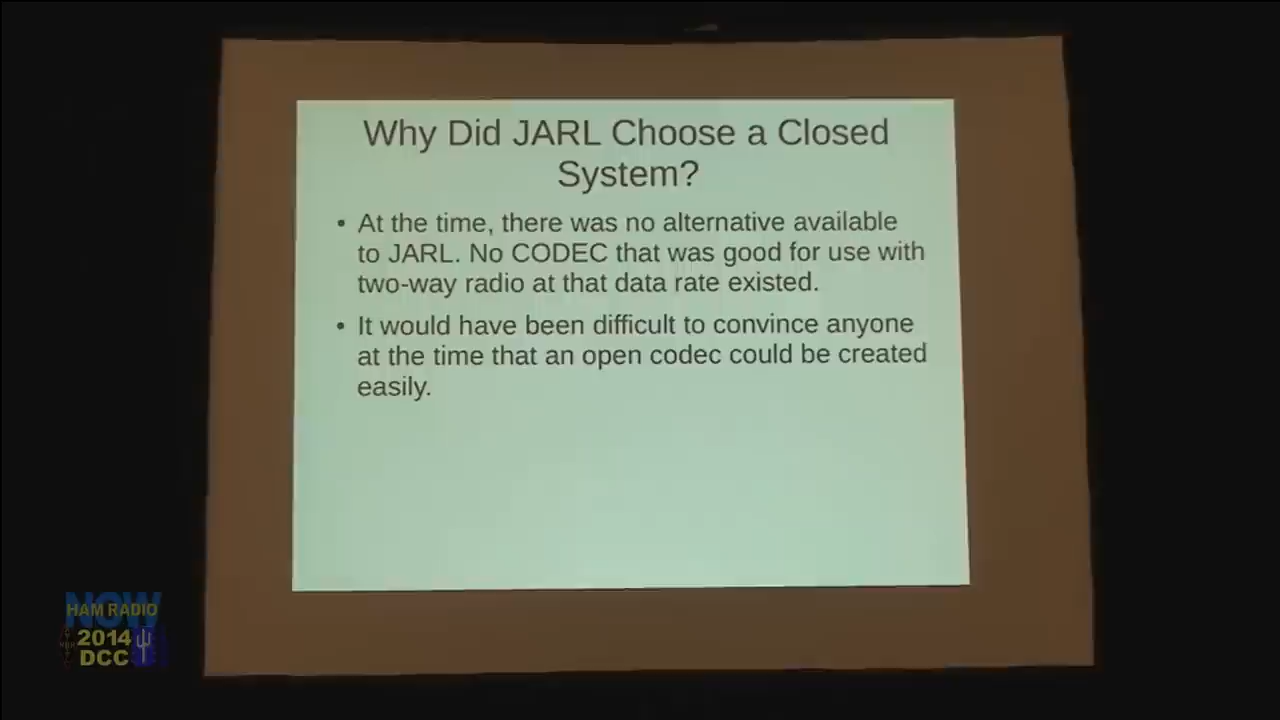 Why Did JARL Choose a Closed
System?
• At the time, there was no alternative available
to JARL. No CODEC that was good for use with
two-way radio at that data rate existed.
• It would have been difficult to convince anyone
at the time that an open codec could be created
easily.
NOW
HAM RADIO
2014
DCC